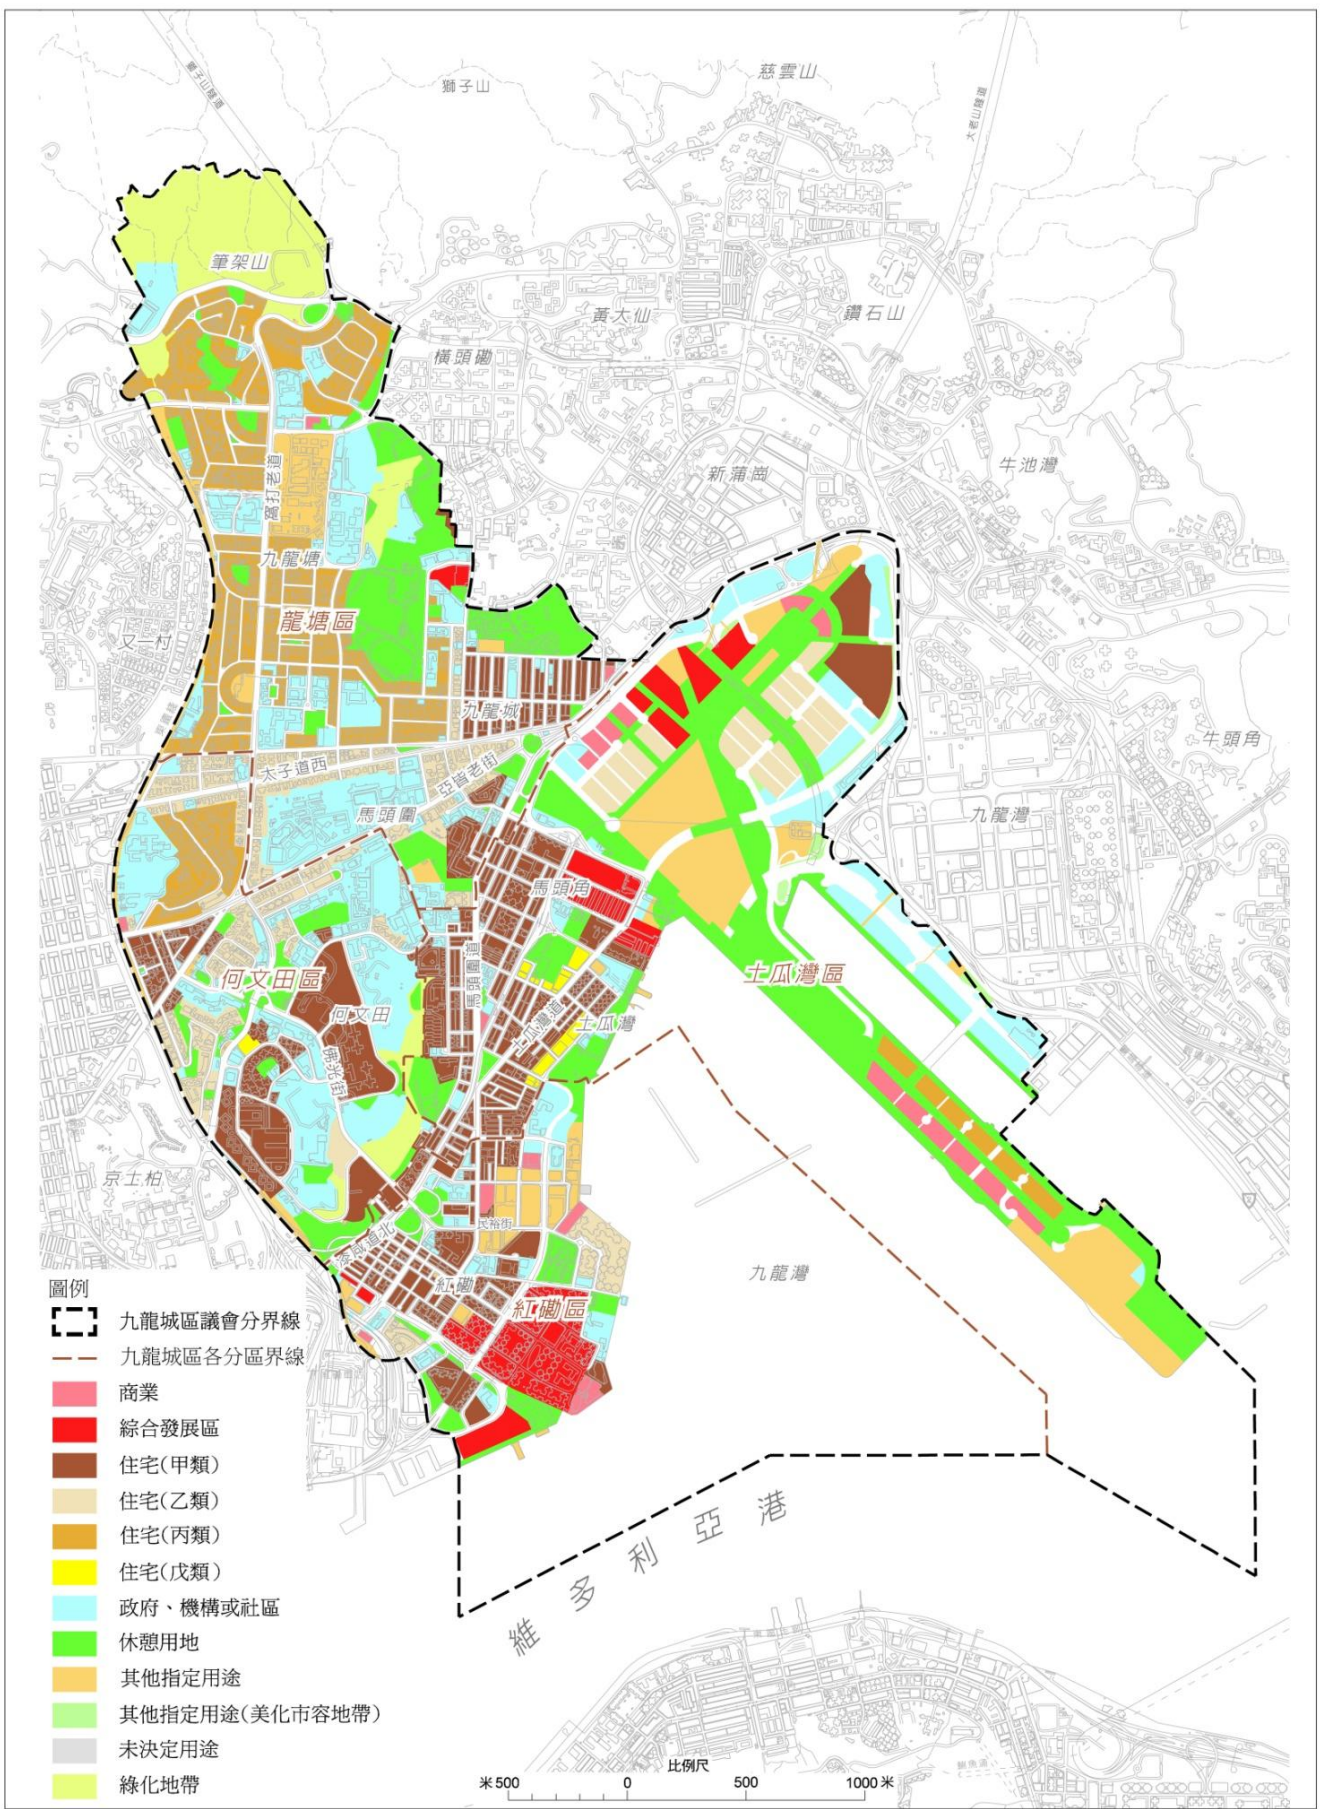 慈雲山
獅子山
獅子山隧道
大老山隧道
筆架山
黃大仙
鑽石山
橫頭磡
新蒲崗
牛池灣
窩打老道
九龍塘
龍塘區
又一村
九龍城
牛頭角
太子道西
亞皆老街
馬頭圍
九龍灣
馬頭角
何文田區
馬頭圍道
土瓜灣區
何文田
土瓜灣道
土瓜灣
佛光街
京士柏
民裕街
漆咸道北
九龍灣
紅磡
紅磡區
圖例
九龍城區議會分界線
九龍城區各分區界線
商業
綜合發展區
住宅(甲類)
住宅(乙類)
住宅(丙類)
住宅(戊類)
政府、機構或社區
休憩用地
其他指定用途
其他指定用途(美化市容地帶)
未決定用途
綠化地帶
維多利亞港
比例尺
米500 0 500 1000米